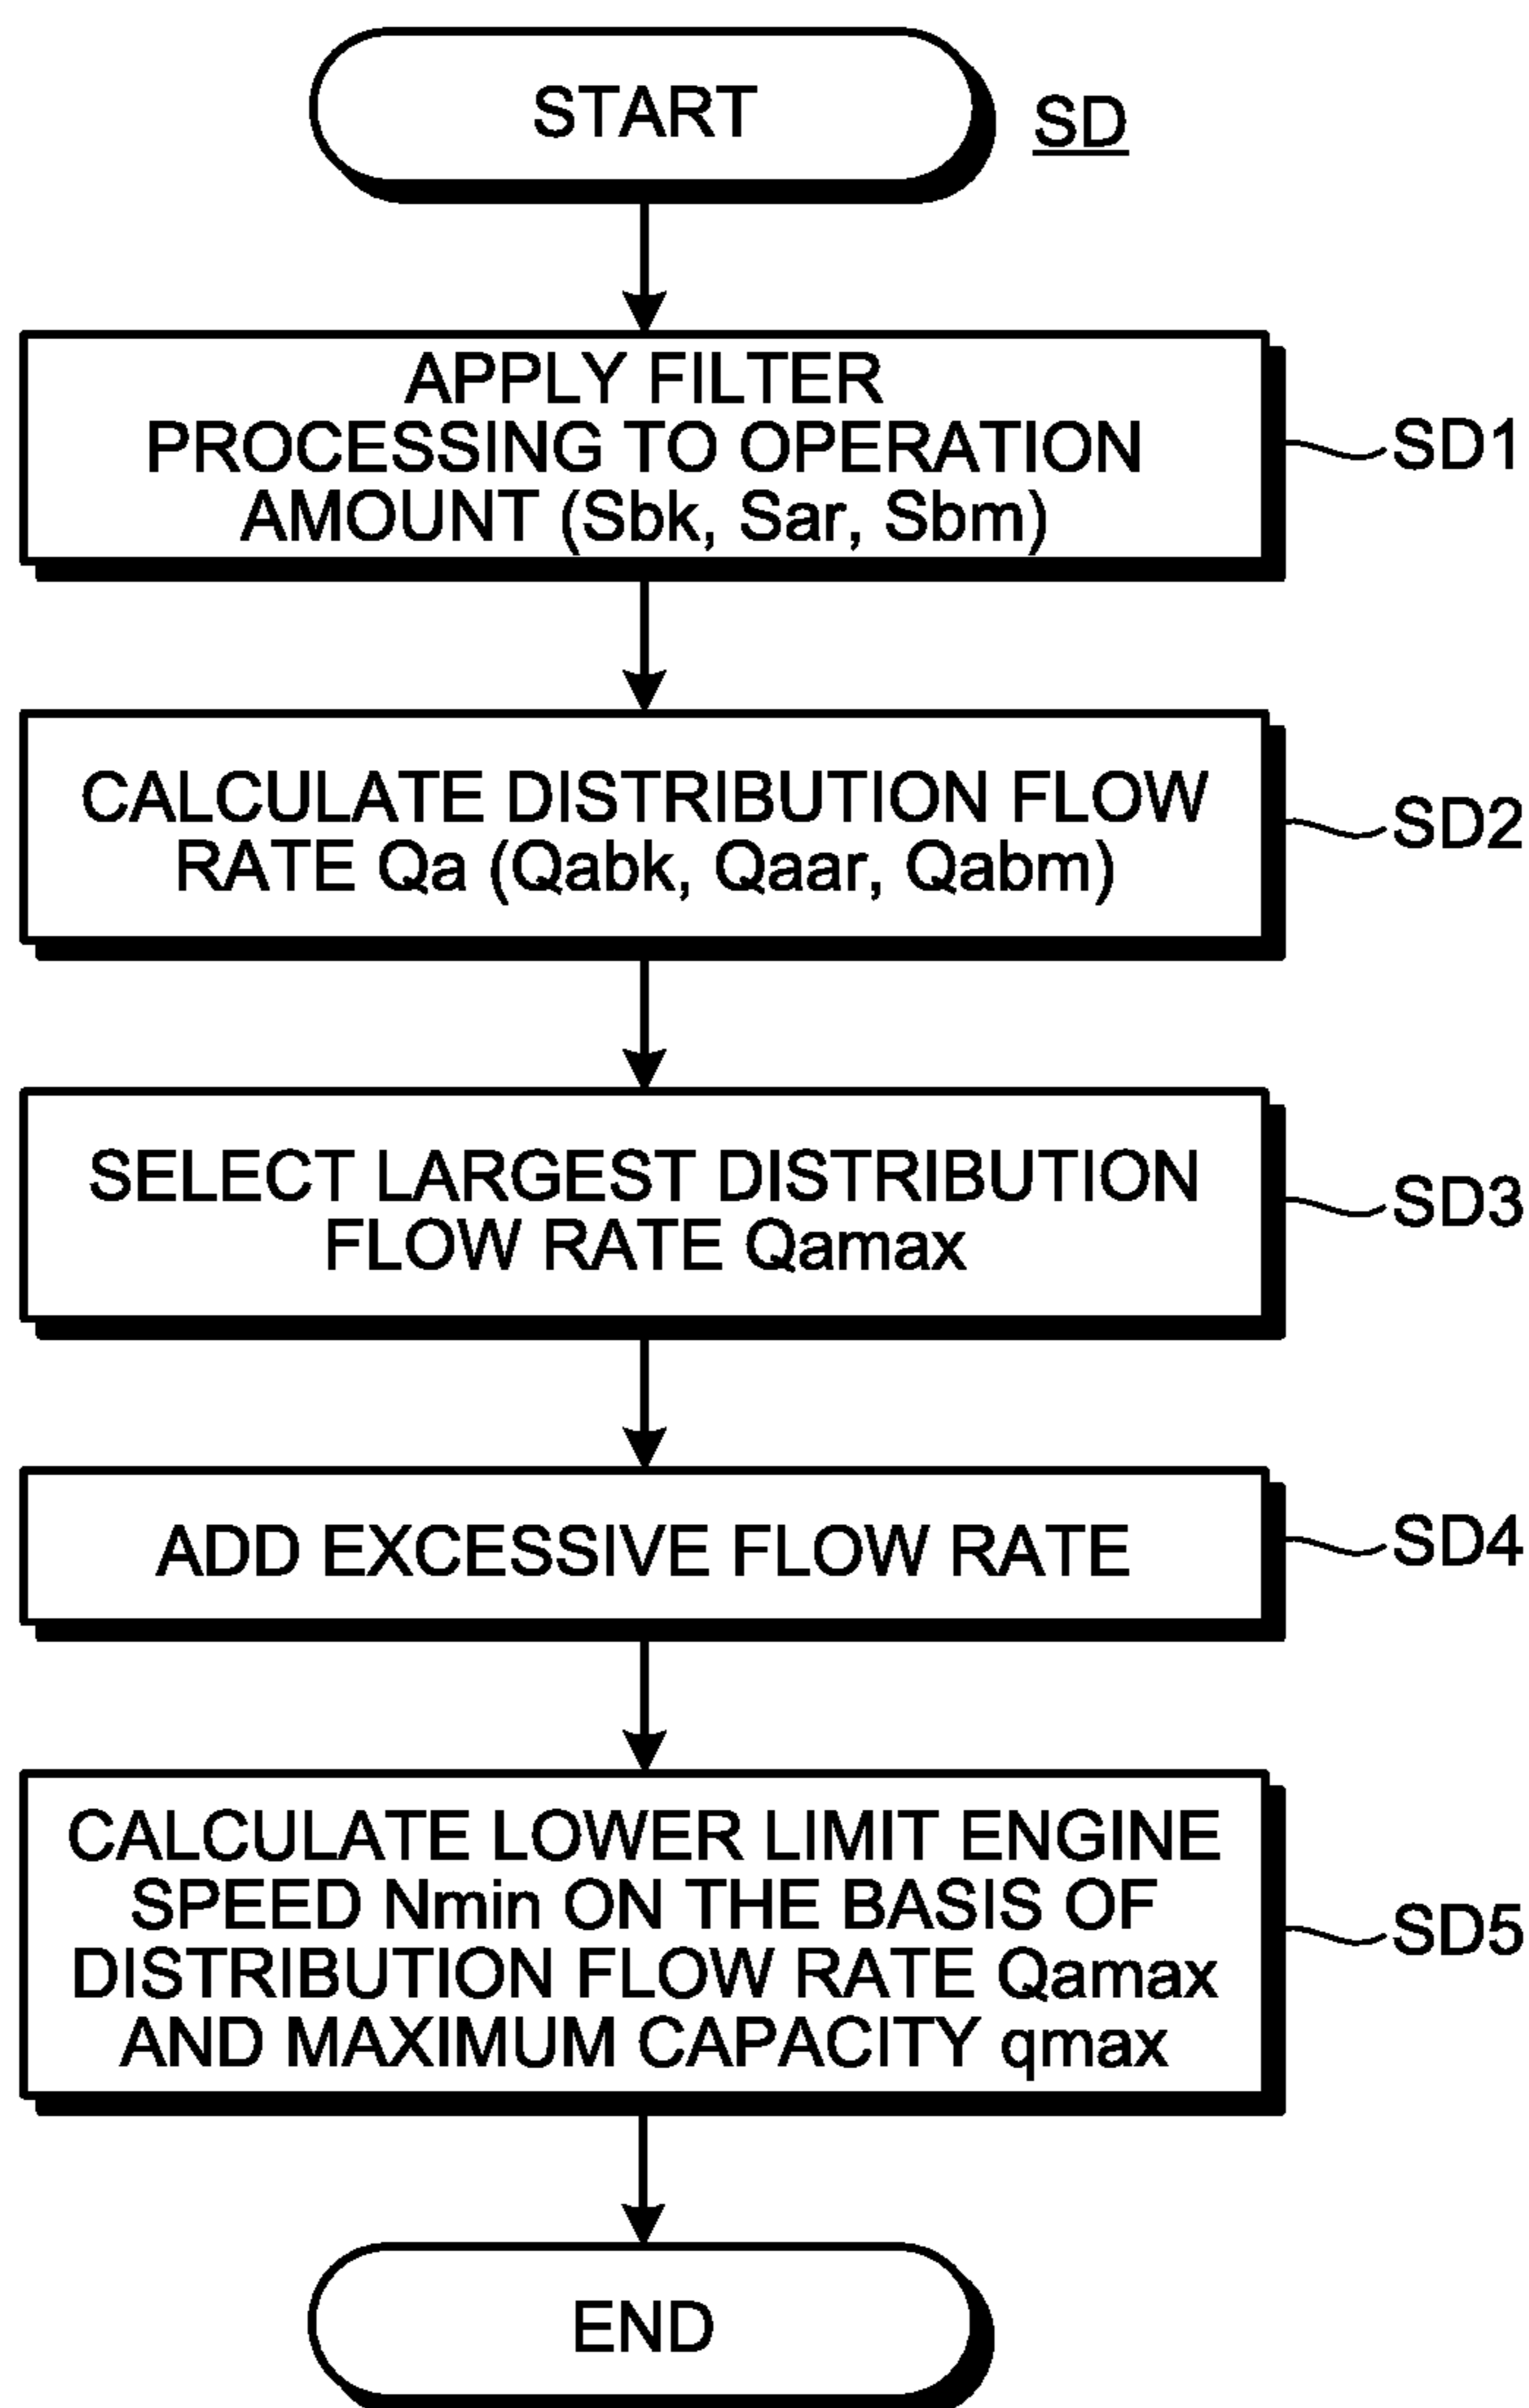 START
SD
APPLY FILTER
PROCESSING TO OPERATION
AMOUNT (Sbk, Sar, Sbm)
SD1
CALCULATE DISTRIBUTION FLOW
RATE Qa (Qabk, Qaar, Qabm)
SD2
SELECT LARGEST DISTRIBUTION
FLOW RATE Qamax
SD3
ADD EXCESSIVE FLOW RATE
SD4
CALCULATE LOWER LIMIT ENGINE
SPEED Nmin ON THE BASIS OF
DISTRIBUTION FLOW RATE Qamax
AND MAXIMUM CAPACITY qmax
SD5
END